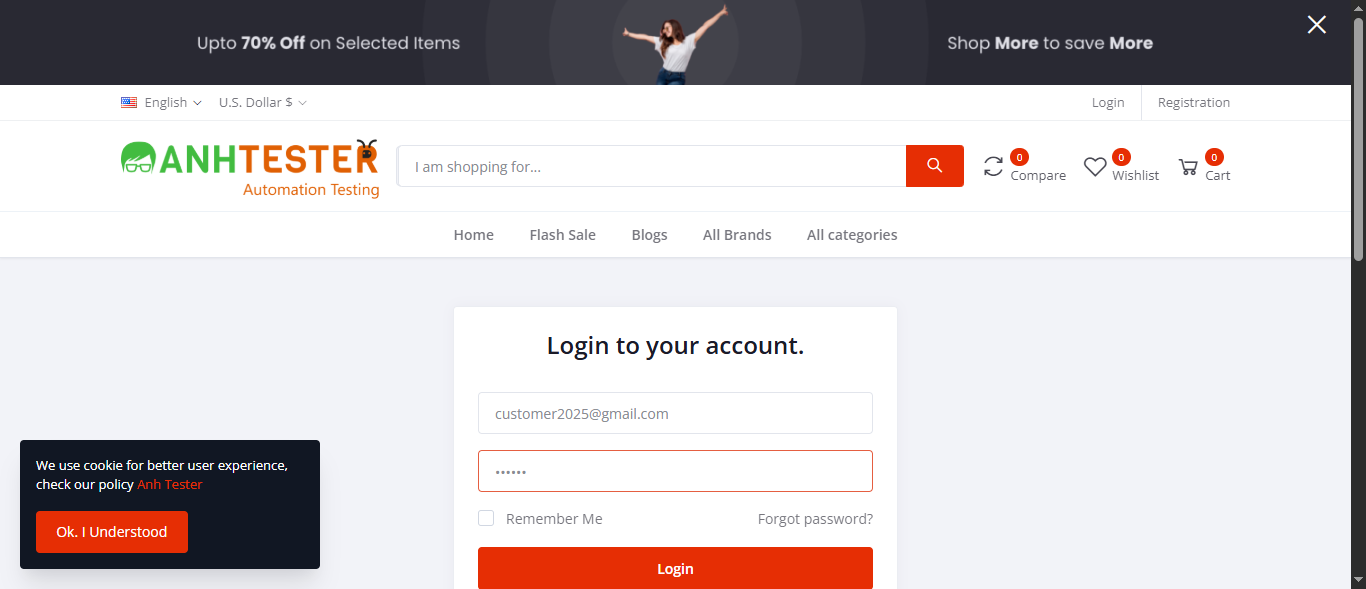 Upto 70% Off on Selected Items
Shop More to save More
English
U.S. Dollar $
Login
Registration
ANHTESTER
Automation Testing
I am shopping for...
0
Compare
0
Wishlist
0
Cart
Home
Flash Sale
Blogs
All Brands
All categories
Login to your account.
customer2025@gmail.com
••••••
Remember Me
Forgot password?
Login
We use cookie for better user experience,
check our policy Anh Tester
Ok. I Understood